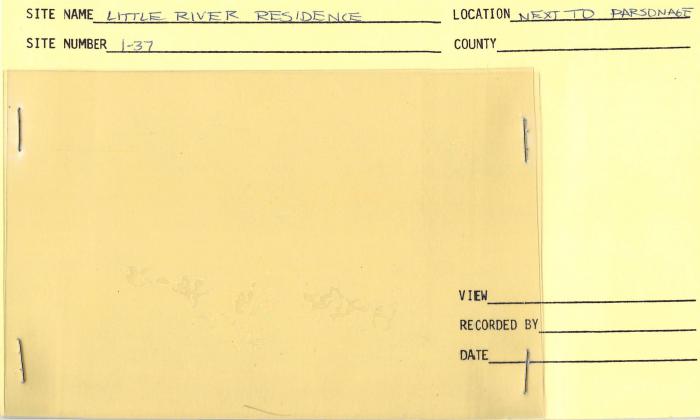 SITE NAME LITTLE RIVER RESIDENCE LOCATION NEXT TO PARSONAGE
SITE NUMBER 1-37 COUNTY
VIEW
RECORDED BY
DATE